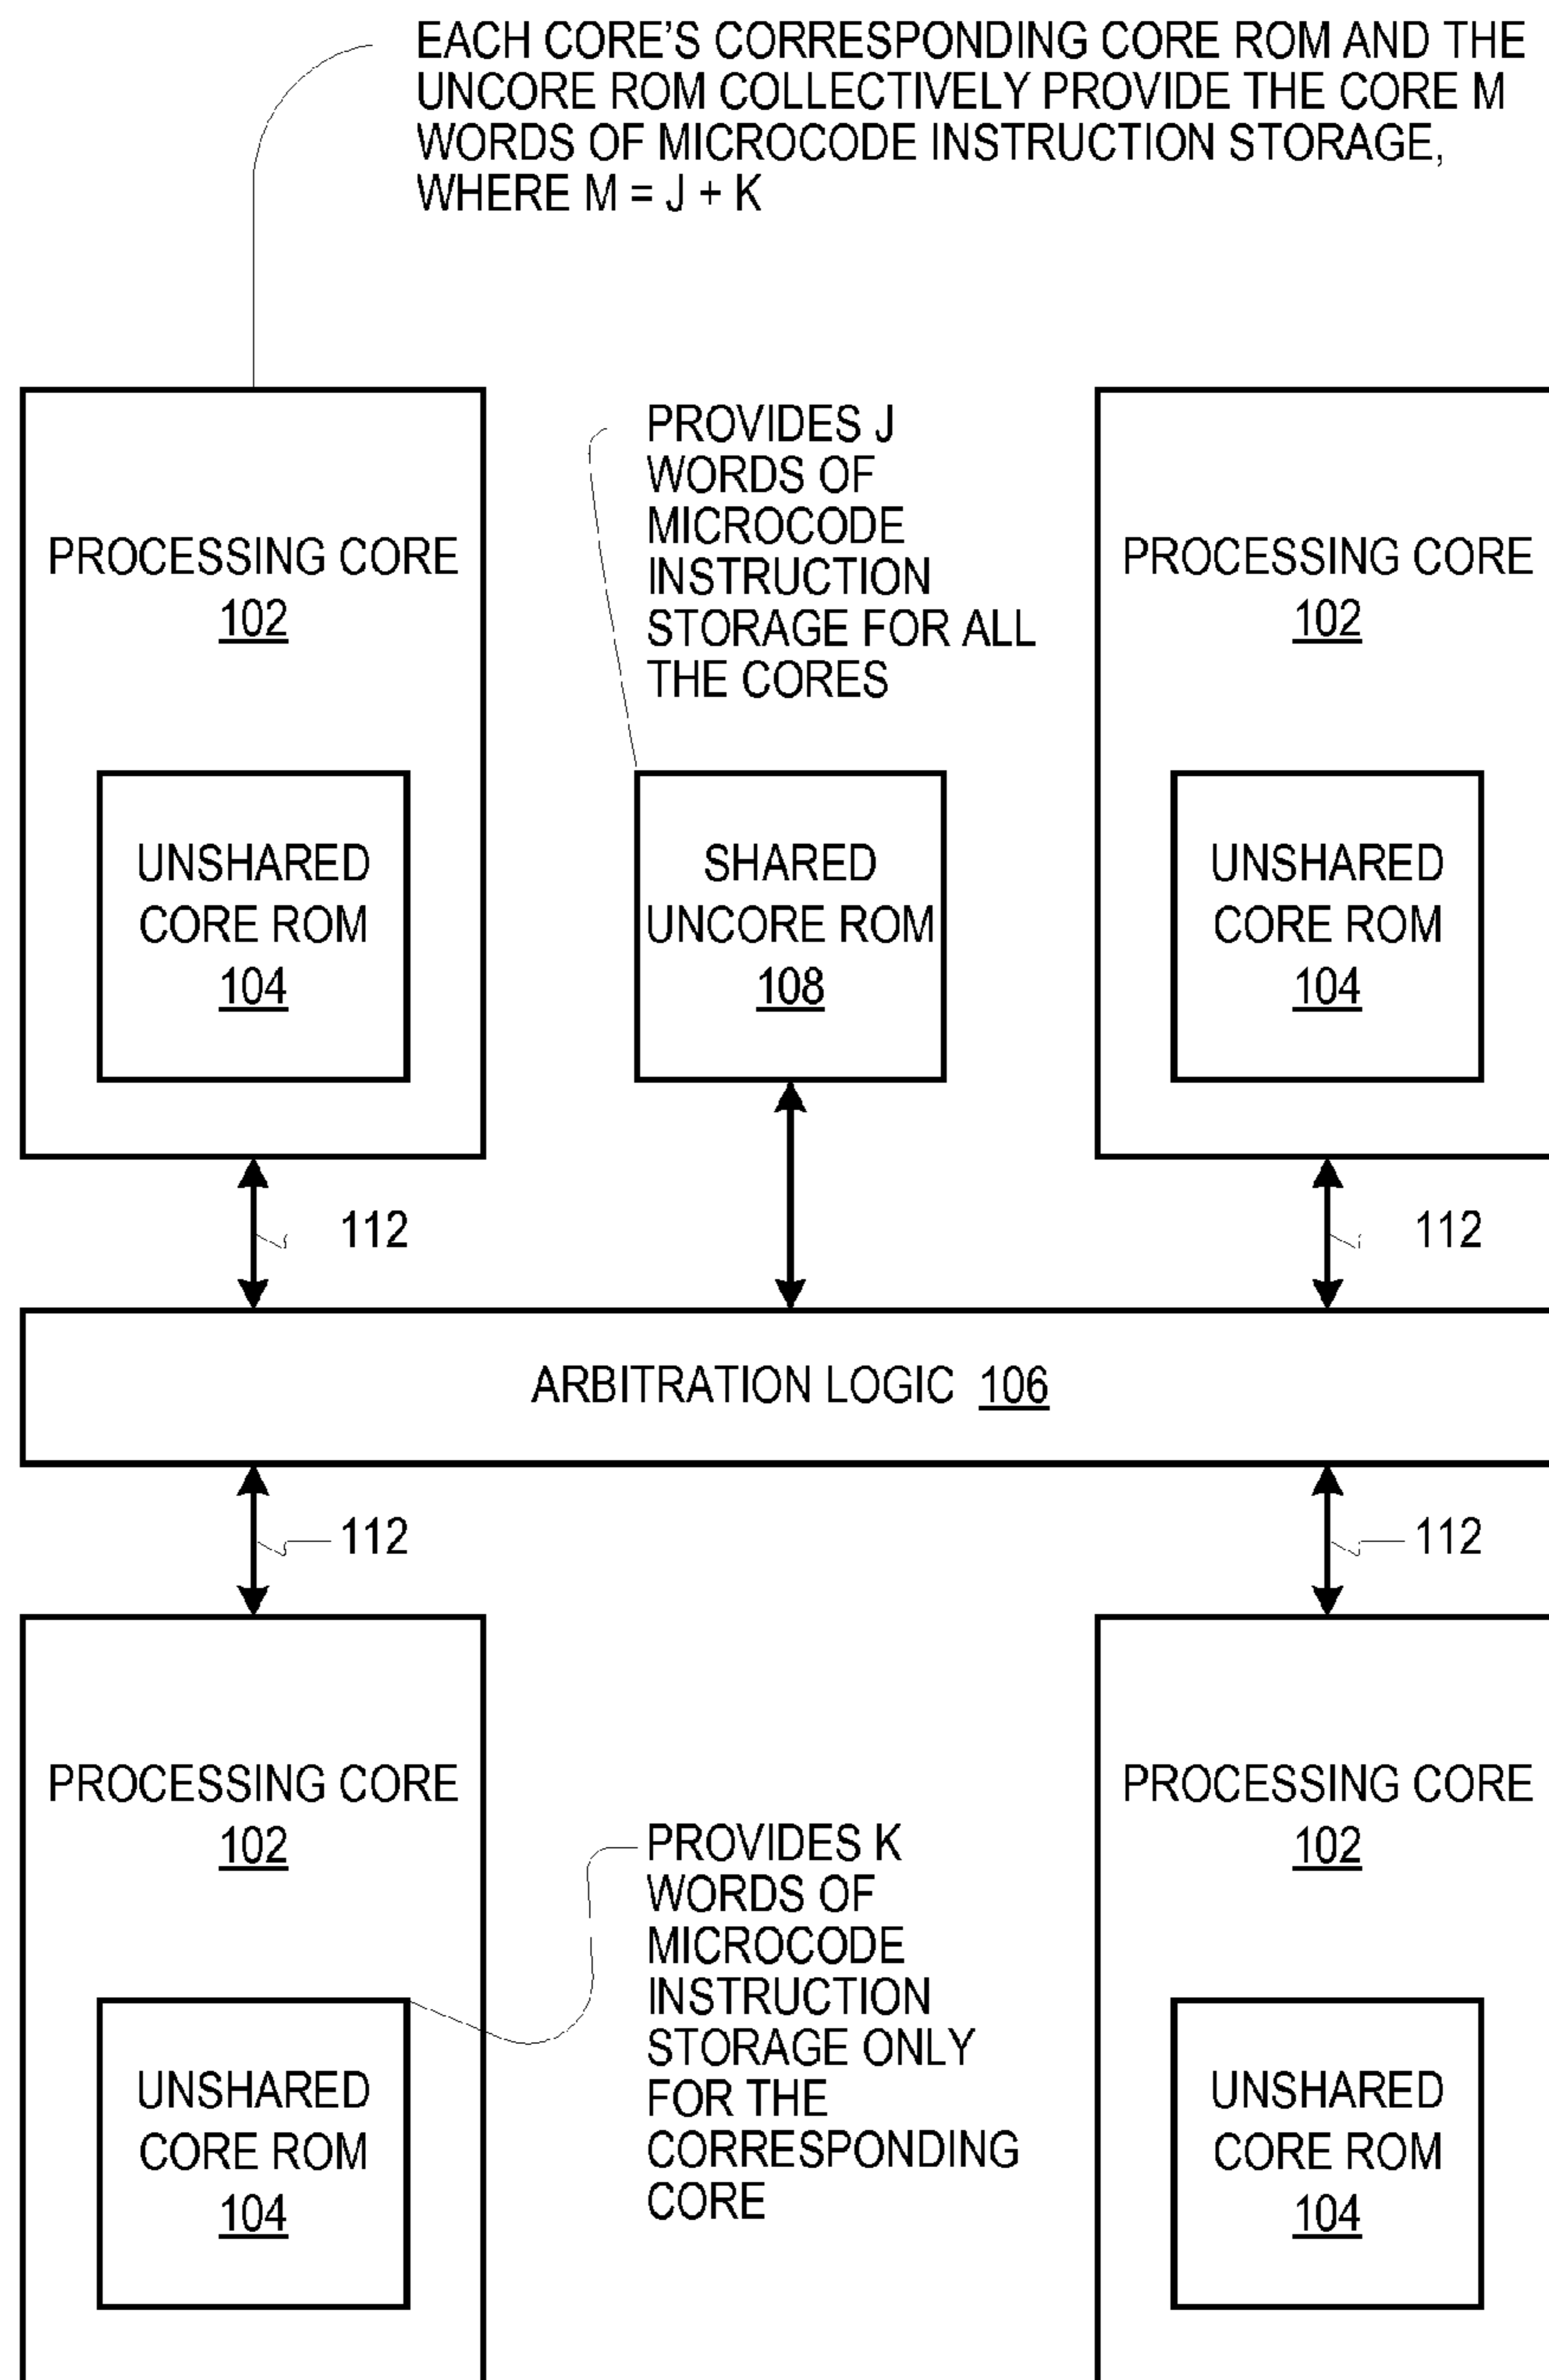 EACH CORE'S CORRESPONDING CORE ROM AND THE
UNCORE ROM COLLECTIVELY PROVIDE THE CORE M
WORDS OF MICROCODE INSTRUCTION STORAGE,
WHERE M = J + K
PROCESSING CORE
102
UNSHARED
CORE ROM
104
PROVIDES J
WORDS OF
MICROCODE
INSTRUCTION
STORAGE FOR ALL
THE CORES
SHARED
UNCORE ROM
108
PROCESSING CORE
102
UNSHARED
CORE ROM
104
112
112
ARBITRATION LOGIC 106
112
112
PROCESSING CORE
102
UNSHARED
CORE ROM
104
PROVIDES K
WORDS OF
MICROCODE
INSTRUCTION
STORAGE ONLY
FOR THE
CORRESPONDING
CORE
PROCESSING CORE
102
UNSHARED
CORE ROM
104